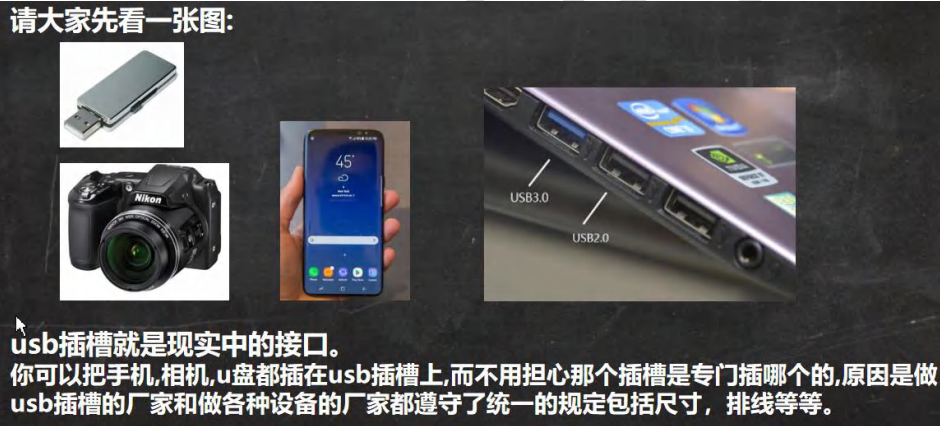 请大家先看一张图:
Nikon
45°
USB3.0
USB2.0
usb插槽就是现实中的接口。
你可以把手机,相机,u盘都插在usb插槽上,而不用担心那个插槽是专门插哪个的,原因是做
usb插槽的厂家和做各种设备的厂家都遵守了统一的规定包括尺寸，排线等等。